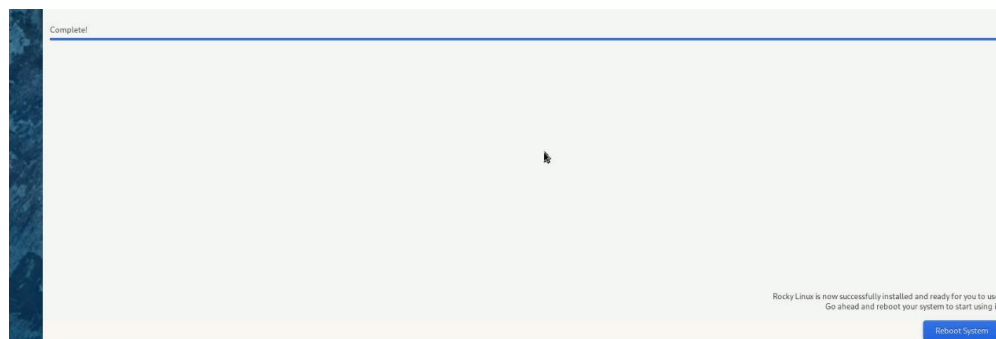 Complete!
Rocky Linux is now successfully installed and ready for you to us
Go ahead and reboot your system to start using i
Reboot System